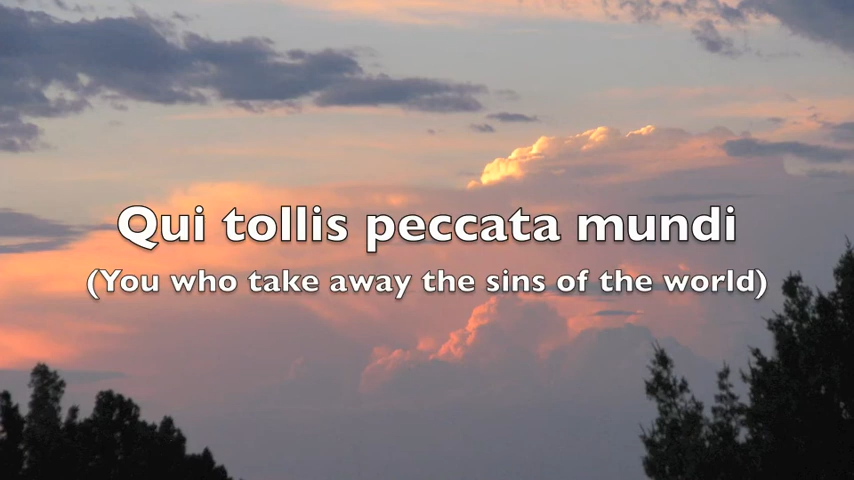 Qui tollis peccata mundi
(You who take away the sins of the world)